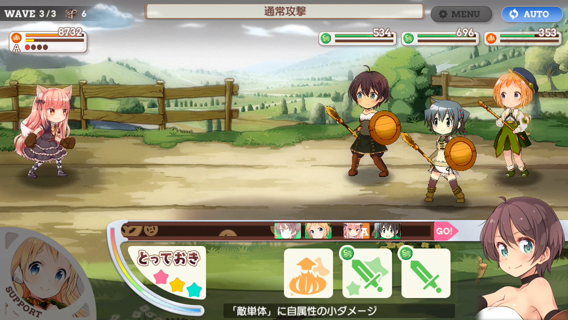 WAVE 3/3
6
通常攻撃
MENU
AUTO
8732
A
534
696
353
GO!
とっておき
SUPPORT
「敵単体」に自属性の小ダメージ